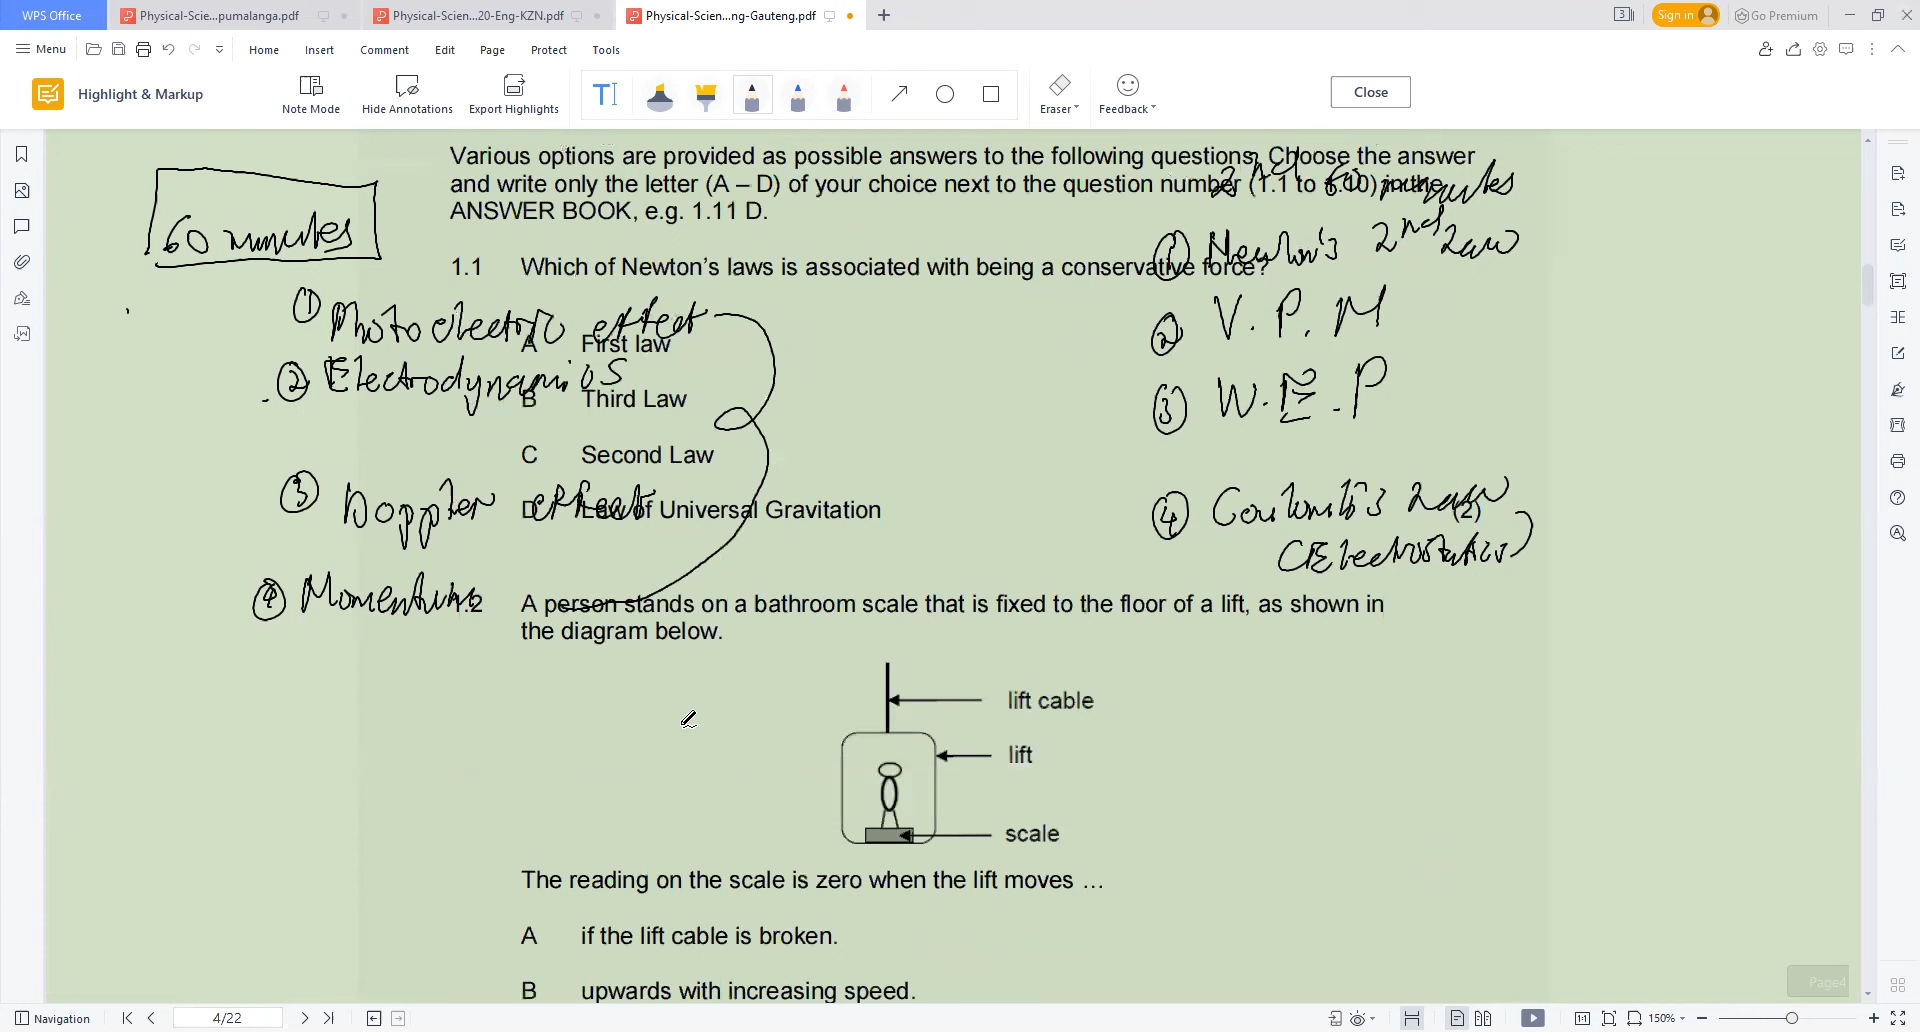 WPS Office
Physical-Scie...pumalanga.pdf
Physical-Scien...20-Eng-KZN.pdf
Physical-Scien...ng-Gauteng.pdf
3
Sign in
Go Premium
Menu
Home
Insert
Comment
Edit
Page
Protect
Tools
Highlight & Markup
Note Mode
Hide Annotations
Export Highlights
Eraser
Feedback
Close
Various options are provided as possible answers to the following questions. Choose the answer
and write only the letter (A – D) of your choice next to the question number (1.1 to 1.10) in the
ANSWER BOOK, e.g. 1.11 D.
60 minutes
2nd 60 minutes
① Newton's 2nd Law
1.1 Which of Newton's laws is associated with being a conservative force?
① Photoelectric effect
② V.P.M
A First law
② Electrodynamics
③ W.E.P
B Third Law
C Second Law
③ Doppler effect
④ Coulomb's Law
D Law of Universal Gravitation (2)
(Electrostatics)
④ Momentum
1.2 A person stands on a bathroom scale that is fixed to the floor of a lift, as shown in
the diagram below.
lift cable
lift
scale
The reading on the scale is zero when the lift moves …
A if the lift cable is broken.
B upwards with increasing speed.
Page4
Navigation
4/22
150%